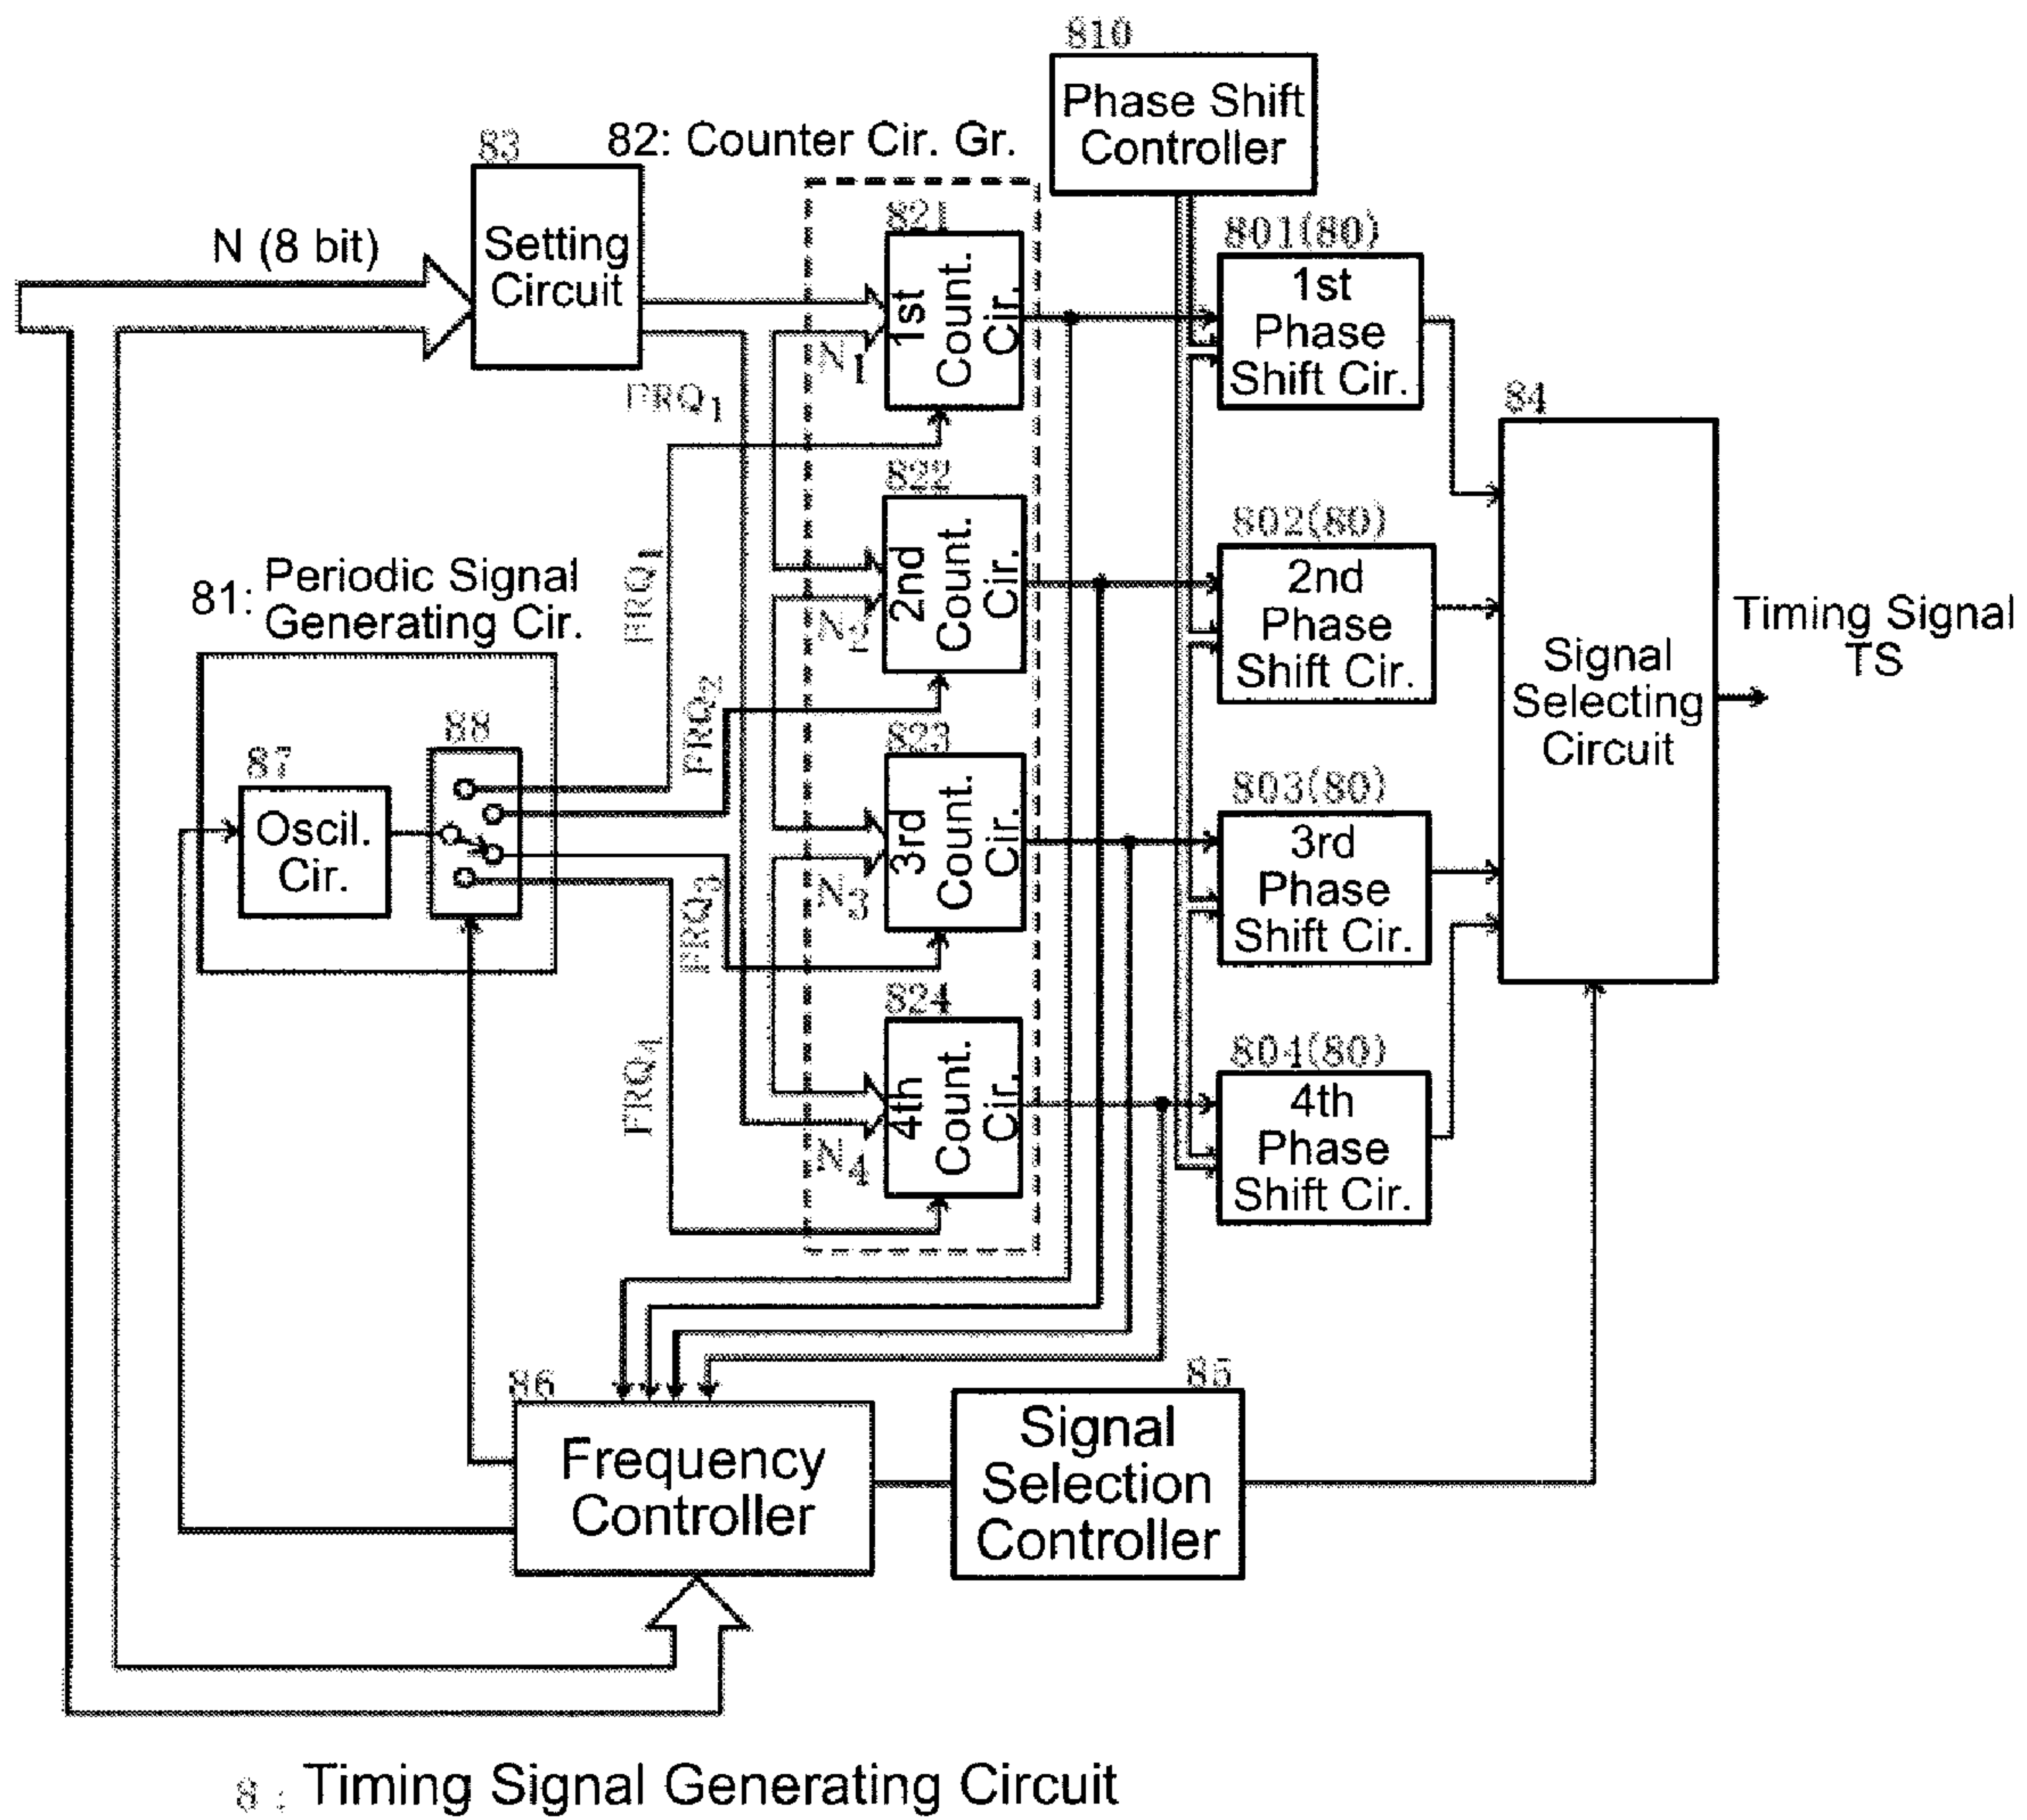 810
Phase Shift
Controller
82: Counter Cir. Gr.
83
Setting
Circuit
N (8 bit)
821
1st
Count.
Cir.
N1
FRQ1
801(80)
1st
Phase
Shift Cir.
84
Signal
Selecting
Circuit
Timing Signal
TS
822
2nd
Count.
Cir.
N2
FRQ1
802(80)
2nd
Phase
Shift Cir.
81: Periodic Signal
Generating Cir.
87
Oscil.
Cir.
88
FRQ2
823
3rd
Count.
Cir.
N3
FRQ3
803(80)
3rd
Phase
Shift Cir.
824
4th
Count.
Cir.
N4
FRQ4
804(80)
4th
Phase
Shift Cir.
86
Frequency
Controller
85
Signal
Selection
Controller
8 : Timing Signal Generating Circuit